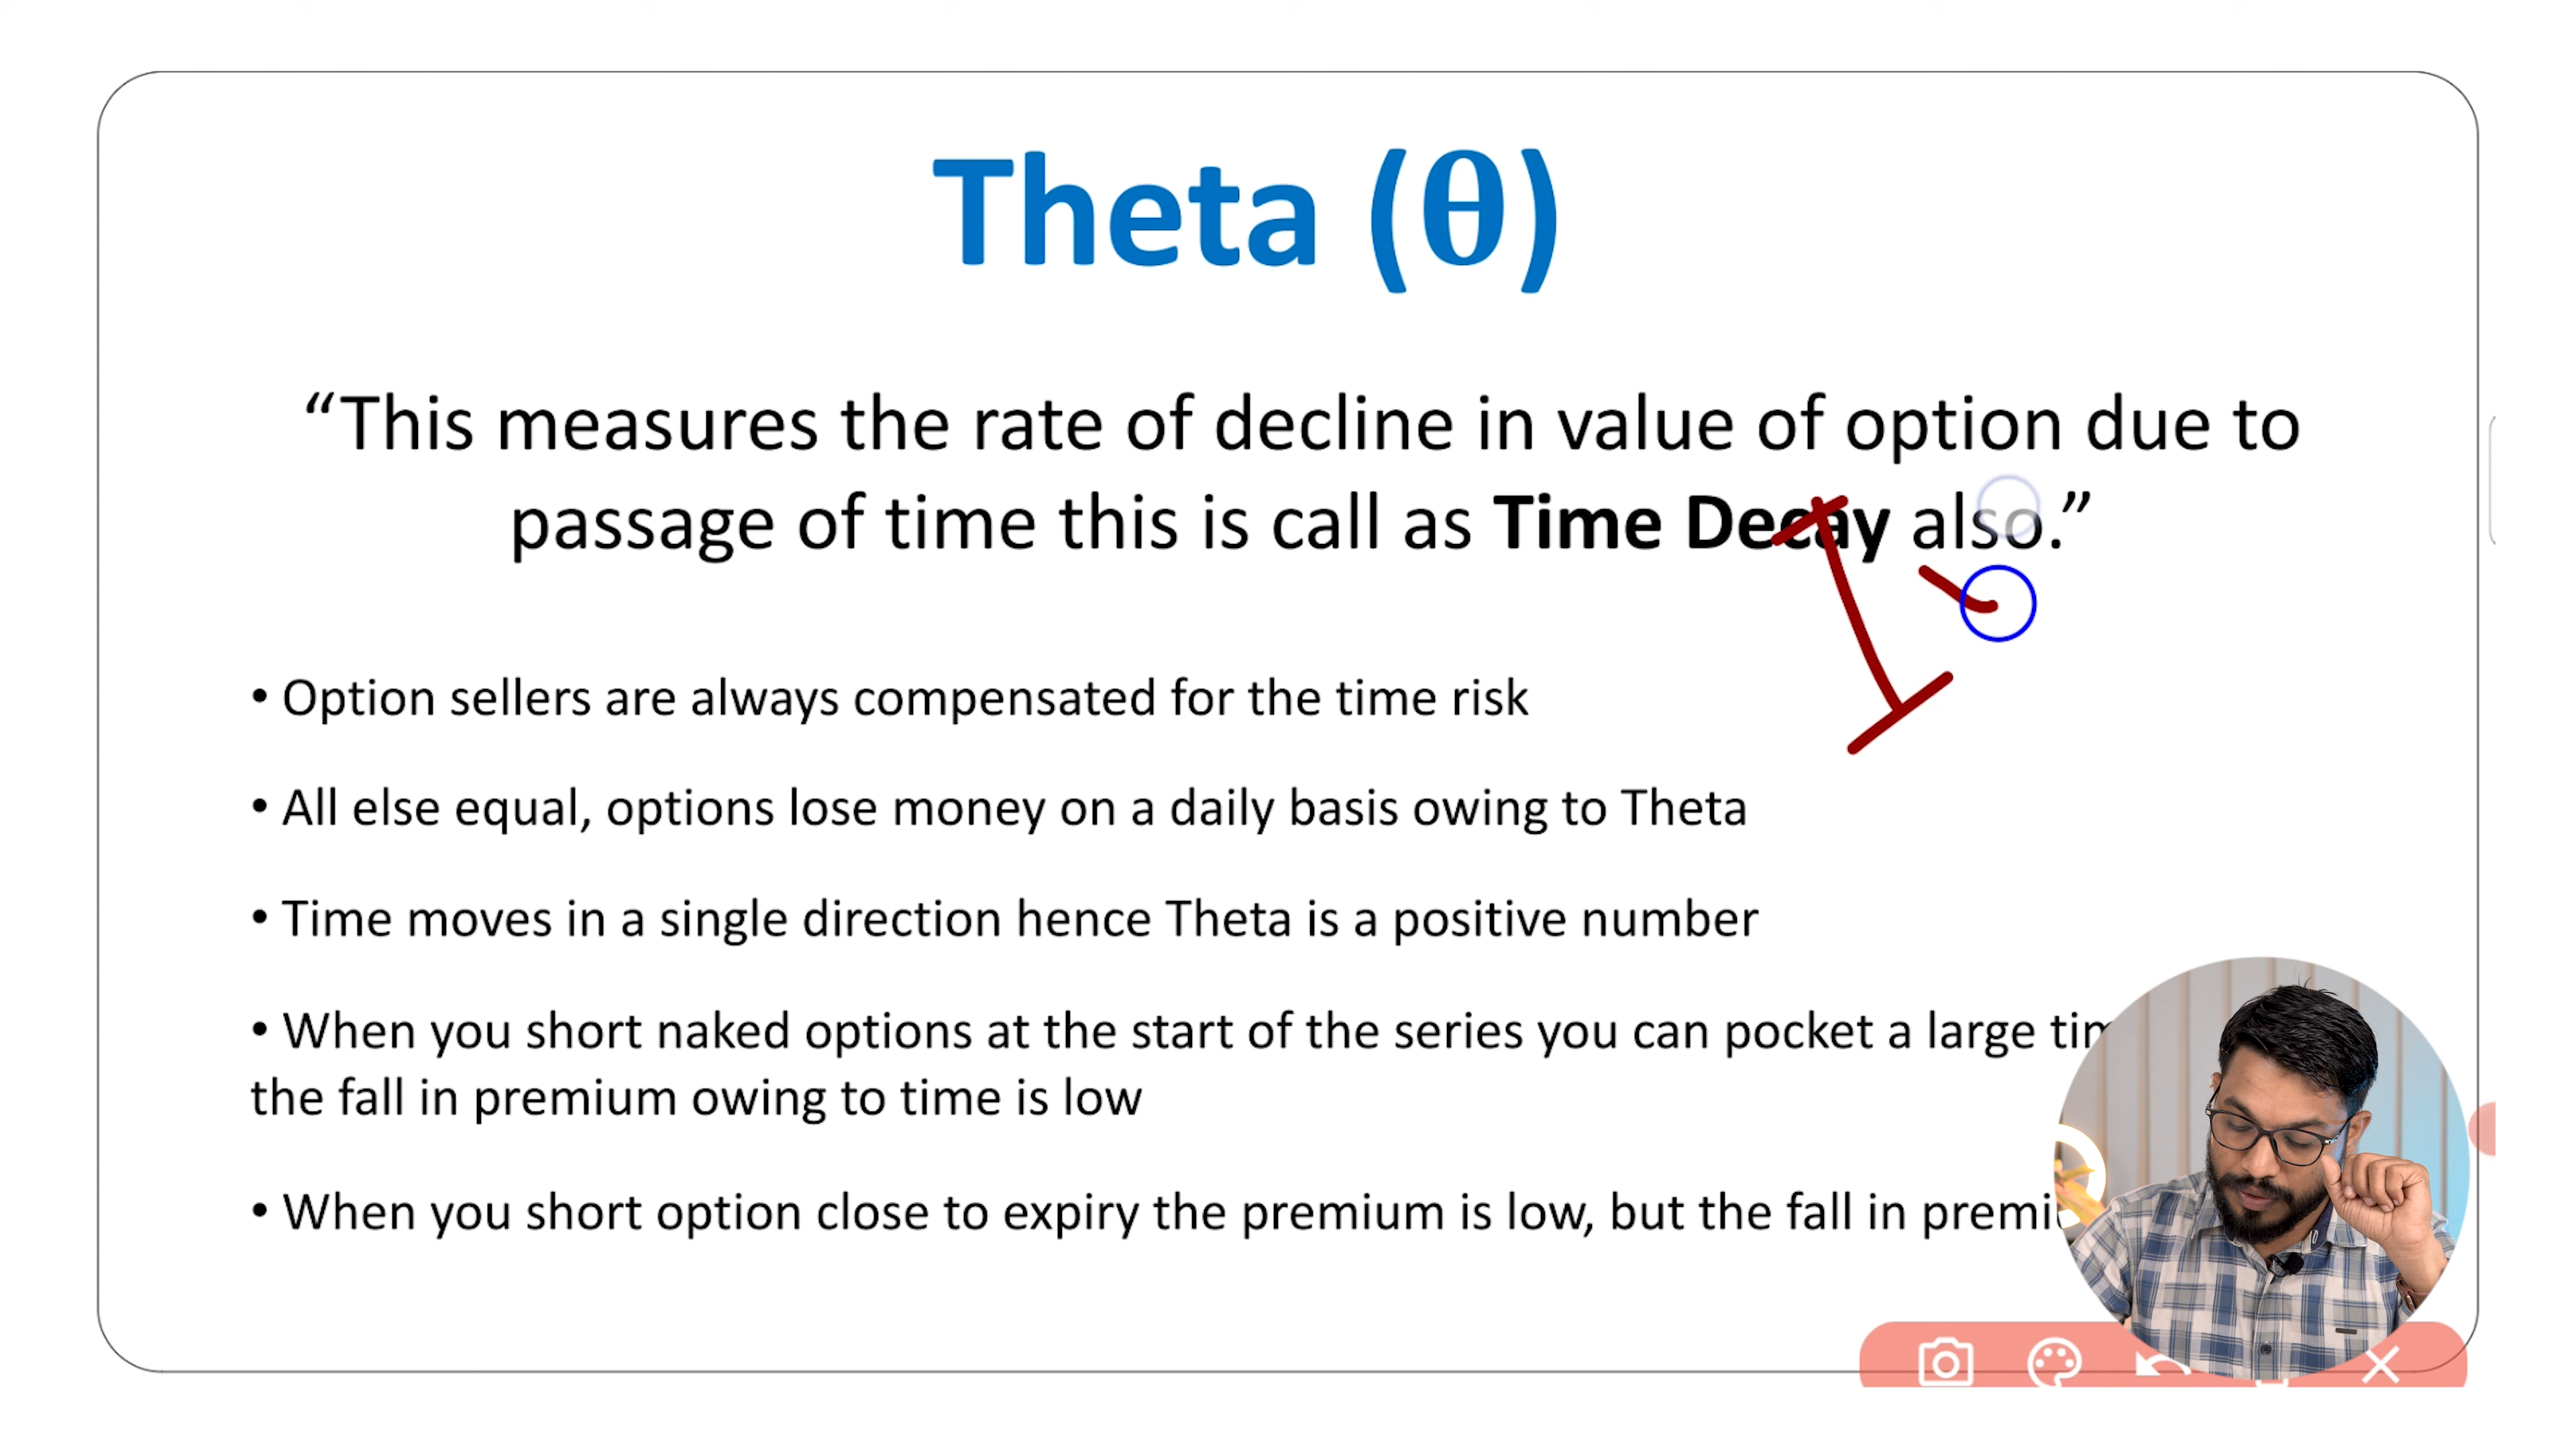 Theta (θ)
“This measures the rate of decline in value of option due to
passage of time this is call as Time Decay also.”
• Option sellers are always compensated for the time risk
• All else equal, options lose money on a daily basis owing to Theta
• Time moves in a single direction hence Theta is a positive number
• When you short naked options at the start of the series you can pocket a large
the fall in premium owing to time is low
• When you short option close to expiry the premium is low, but the fall in